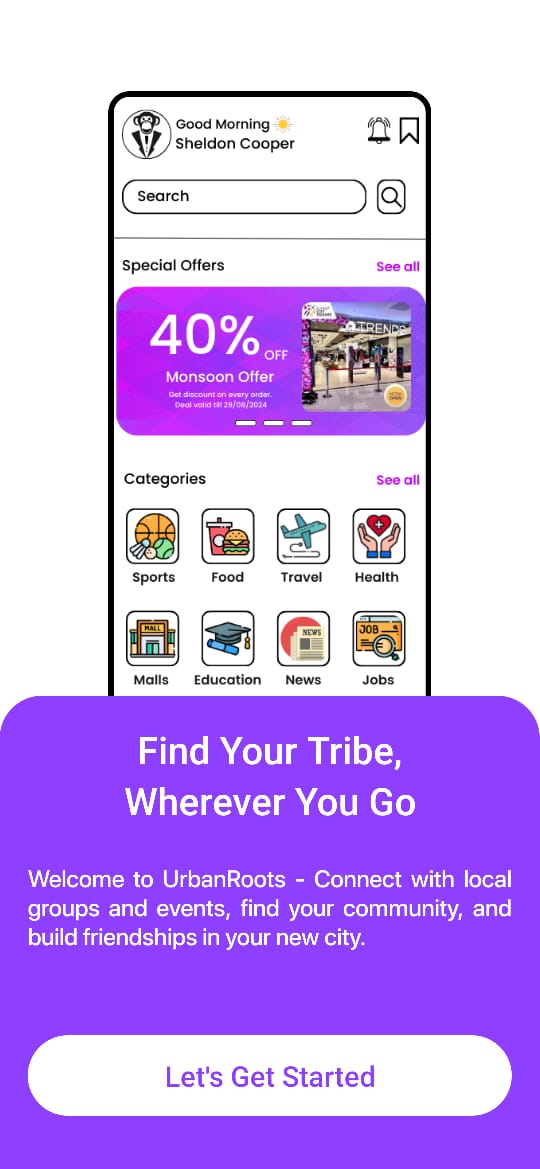 Good Morning
Sheldon Cooper
Search
Special Offers
See all
40% OFF
Monsoon Offer
Get discount on every order.
Deal valid till 29/08/2024
TRENDS
NOW OPEN
Categories
See all
Sports
Food
Travel
Health
MALL
NEWS
JOB
Malls
Education
News
Jobs
Find Your Tribe,
Wherever You Go
Welcome to UrbanRoots - Connect with local
groups and events, find your community, and
build friendships in your new city.
Let's Get Started